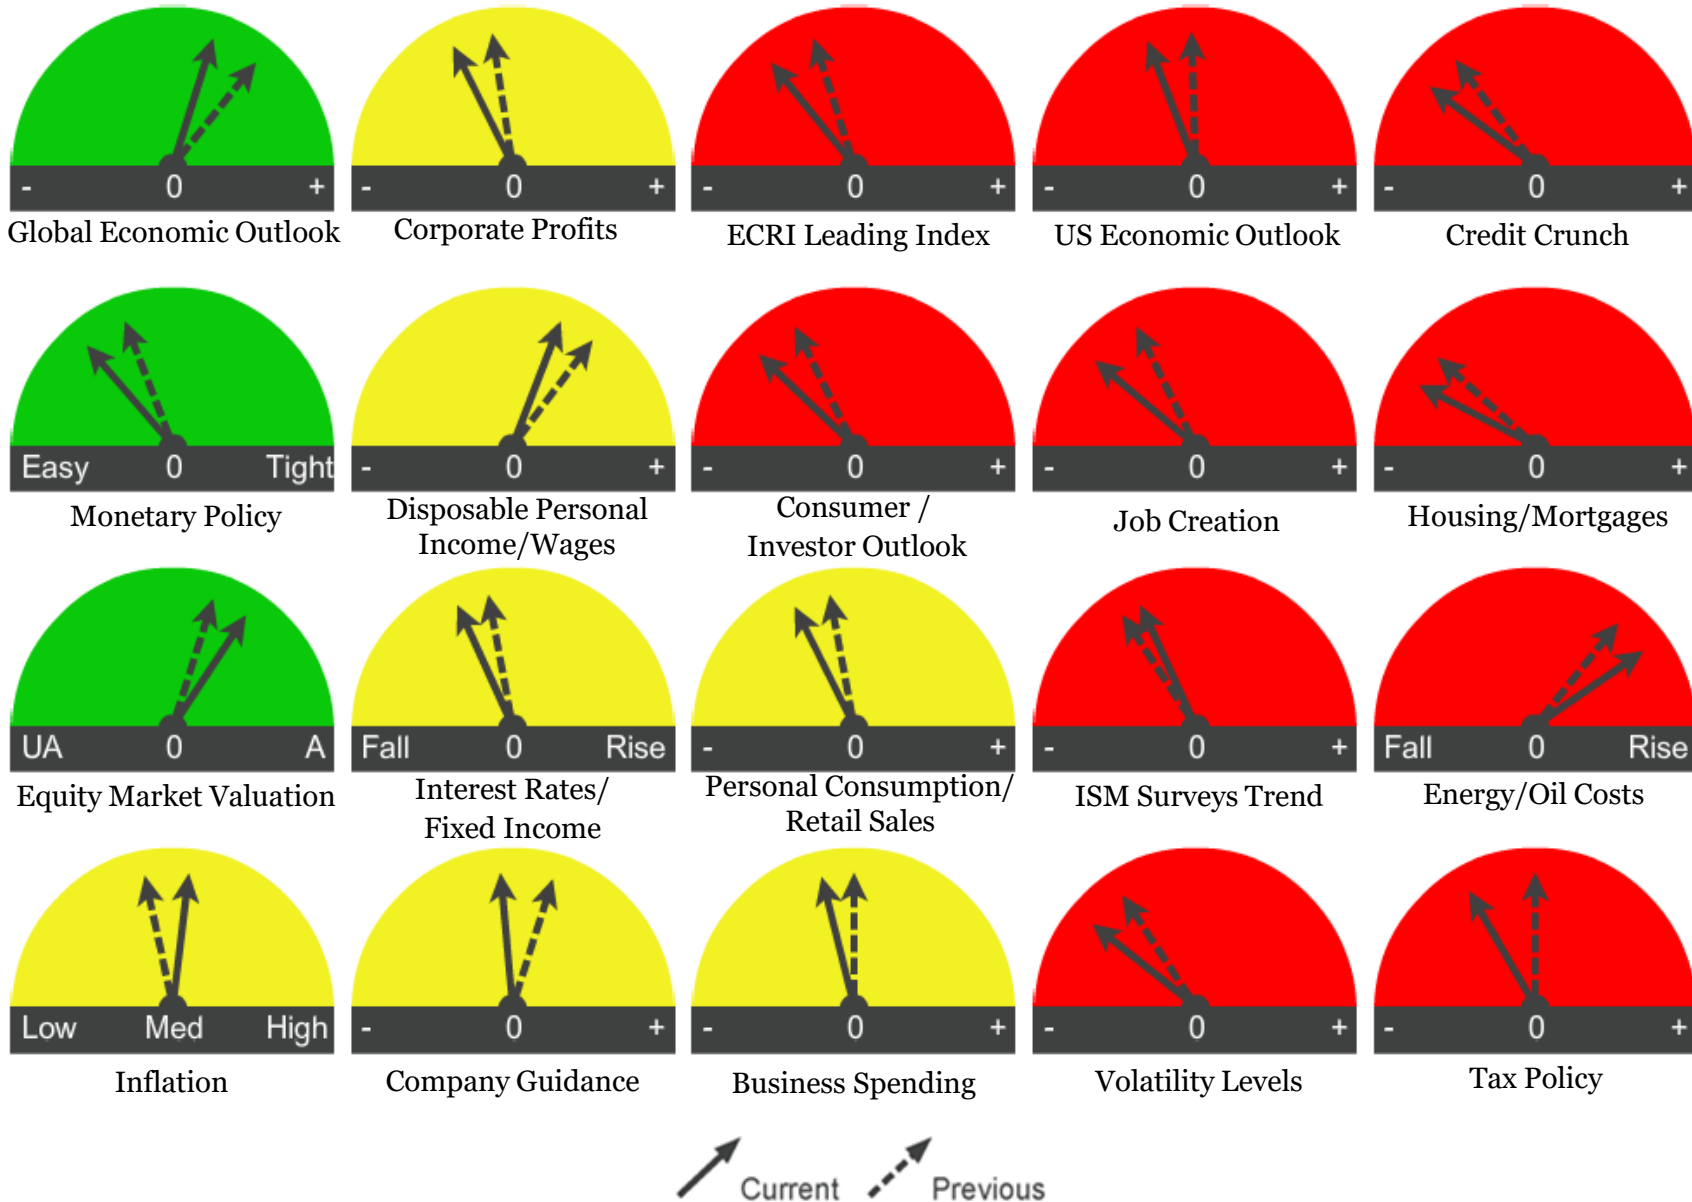 - 0 +
Global Economic Outlook
- 0 +
Corporate Profits
- 0 +
ECRI Leading Index
- 0 +
US Economic Outlook
- 0 +
Credit Crunch
Easy 0 Tight
Monetary Policy
- 0 +
Disposable Personal
Income/Wages
- 0 +
Consumer /
Investor Outlook
- 0 +
Job Creation
- 0 +
Housing/Mortgages
UA 0 A
Equity Market Valuation
Fall 0 Rise
Interest Rates/
Fixed Income
- 0 +
Personal Consumption/
Retail Sales
- 0 +
ISM Surveys Trend
Fall 0 Rise
Energy/Oil Costs
Low Med High
Inflation
- 0 +
Company Guidance
- 0 +
Business Spending
- 0 +
Volatility Levels
- 0 +
Tax Policy
Current Previous